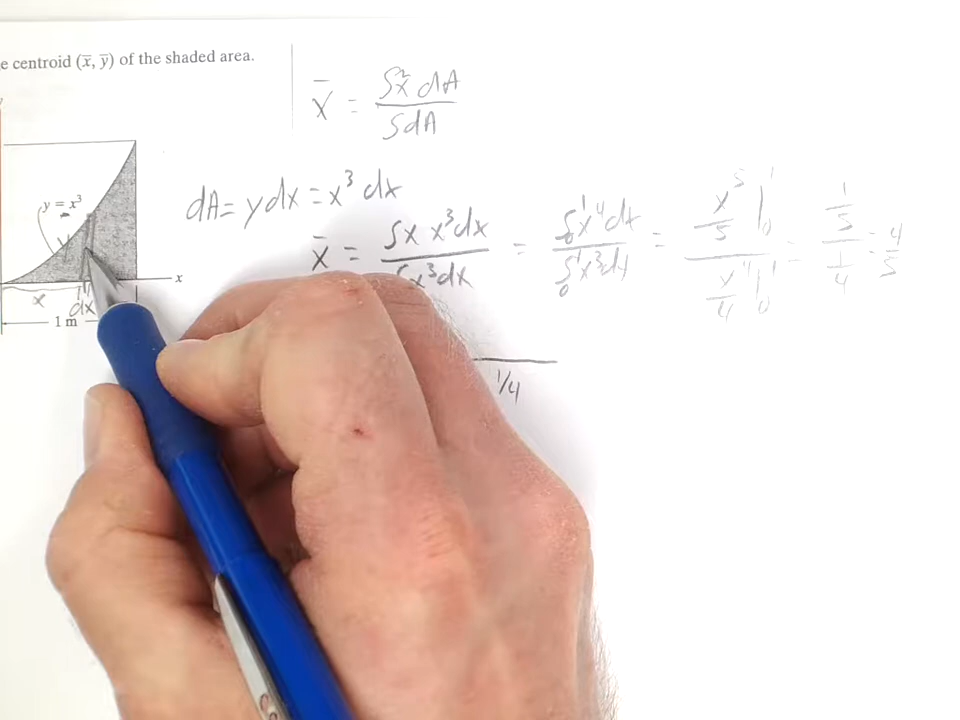 e centroid (x̄, ȳ) of the shaded area.
x̄ = ∫x̃ dA / ∫dA
y = x³
dA = y dx = x³ dx
x̄ = ∫x x³dx / ∫x³dx = ∫₀¹x⁴dx / ∫₀¹x³dx = x⁵/5 |₀¹ / x⁴/4 |₀¹ = 1/5 / 1/4 = 4/5
y
x
x
dx
1 m
1/4